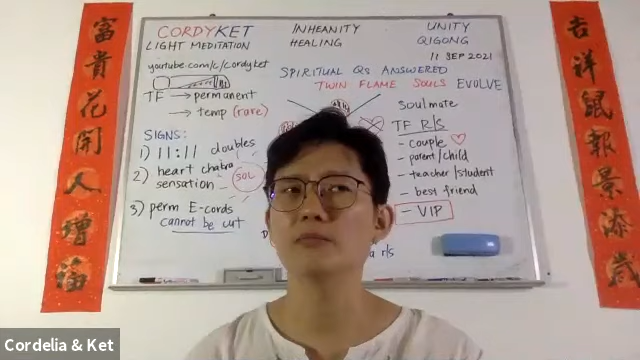 富貴花開人增福
CORDYKET
LIGHT MEDITATION
youtube.com/c/cordyket
INHEANITY
HEALING
UNITY
QIGONG
11 SEP 2021
SPIRITUAL QS ANSWERED
TWIN FLAME SOULS EVOLVE
TF → permanent
→ temp (rare)
SIGNS:
1) 11:11 doubles
2) heart chakra
sensation
SOL
3) perm E-cords
cannot be cut
Soulmate
TF R/S
- couple
- parent/child
- teacher/student
- best friend
- VIP
r/s
吉祥鼠報景添歲
Cordelia & Ket